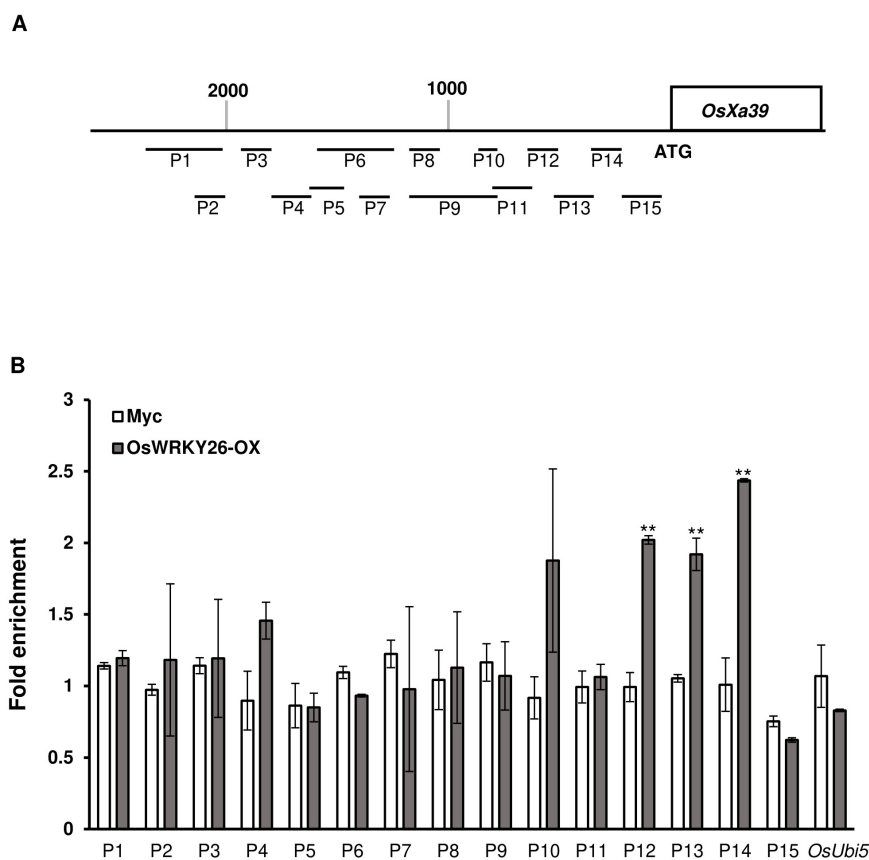 A
2000 1000
OsXa39
P1 P3 P6 P8 P10 P12 P14 ATG
P2 P4 P5 P7 P9 P11 P13 P15
B
3
Myc
OsWRKY26-OX
2.5
** ** **
2
1.5
1
0.5
0
Fold enrichment
P1 P2 P3 P4 P5 P6 P7 P8 P9 P10 P11 P12 P13 P14 P15 OsUbi5